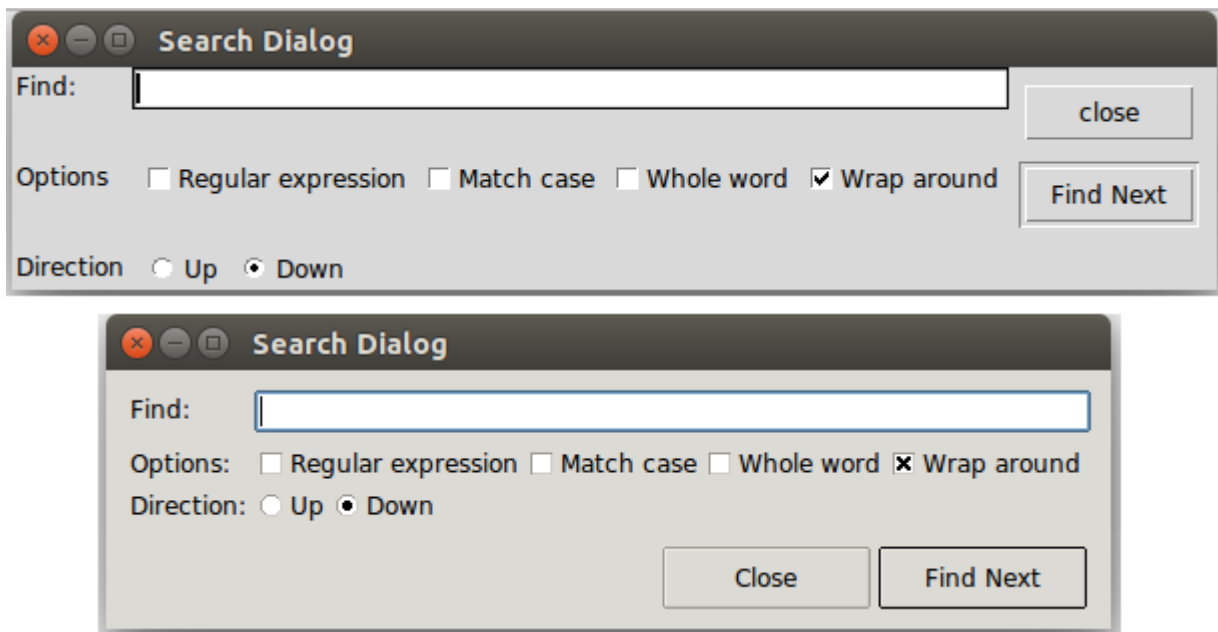 Search Dialog
Find:
close
Options Regular expression Match case Whole word Wrap around
Find Next
Direction Up Down
Search Dialog
Find:
Options: Regular expression Match case Whole word Wrap around
Direction: Up Down
Close Find Next